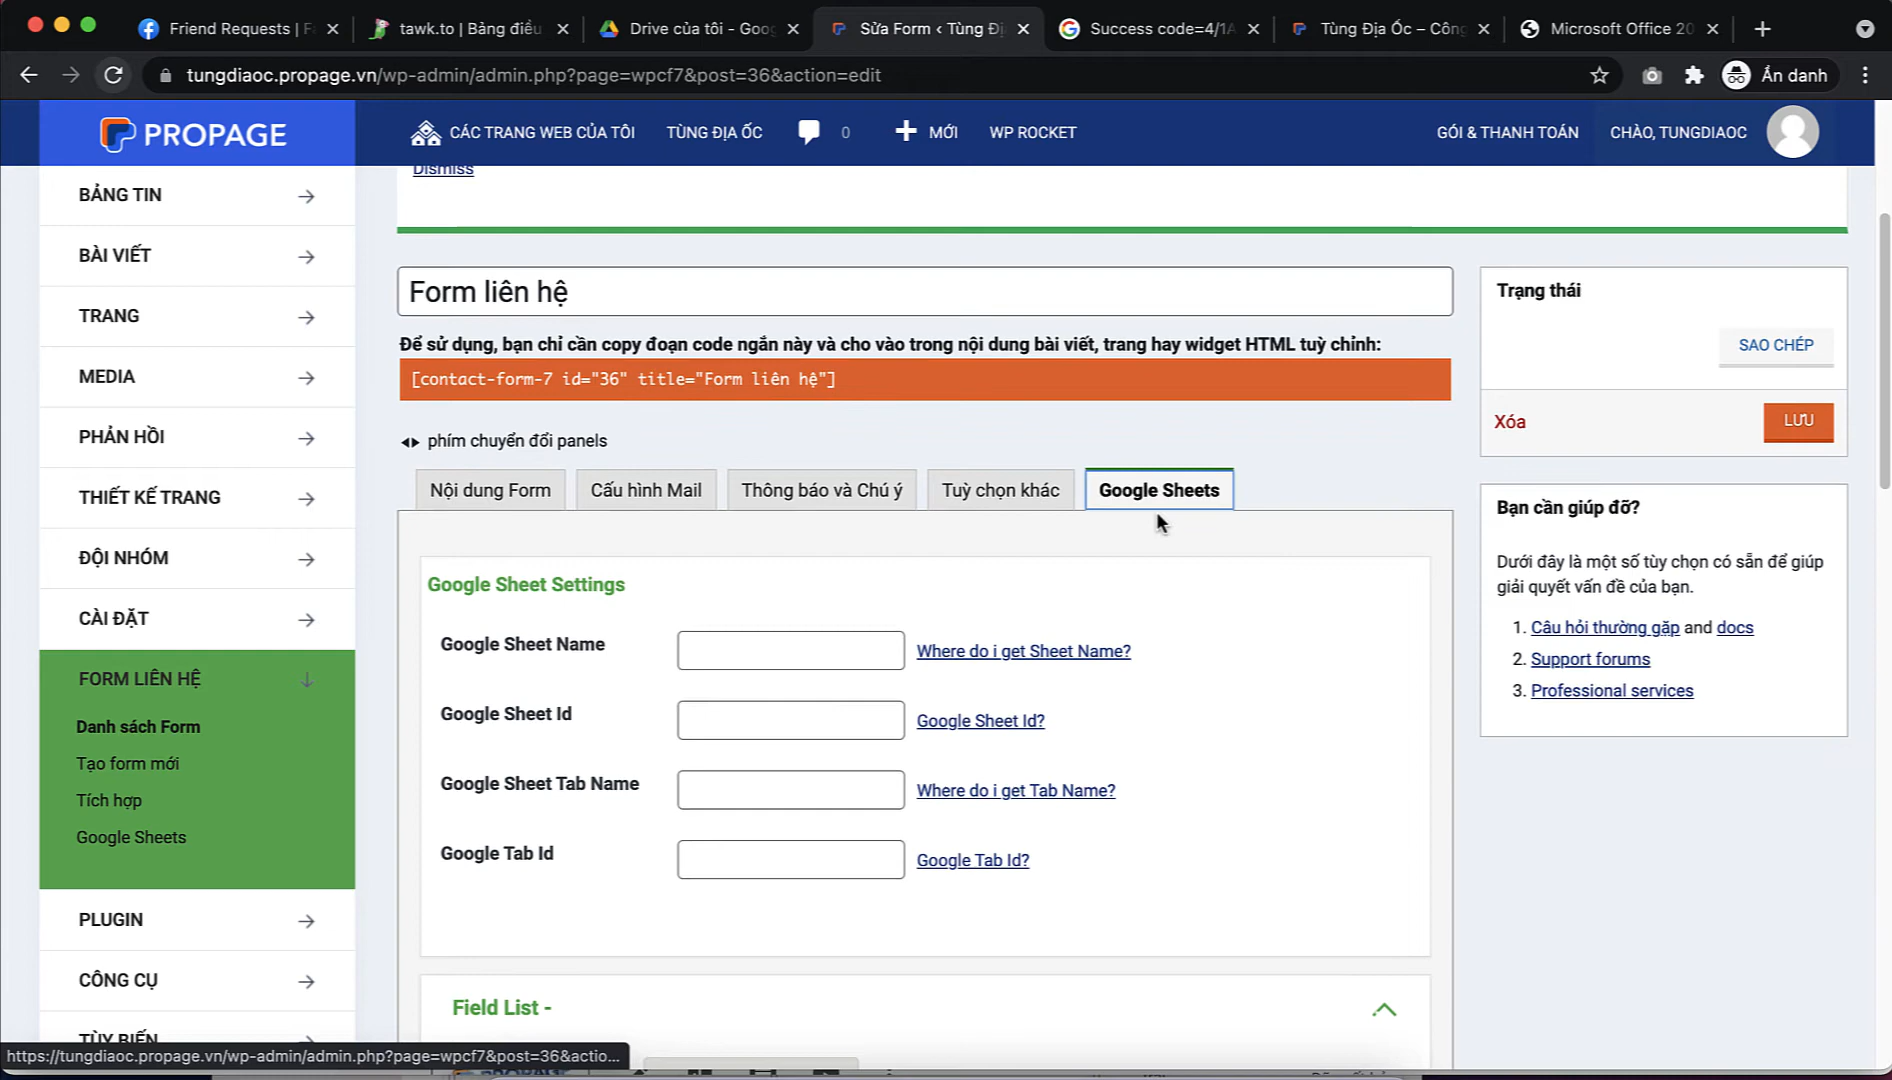 Friend Requests | F
tawk.to | Bảng điều
Drive của tôi - Goog
Sửa Form ‹ Tùng Đị
Success code=4/1A
Tùng Địa Ốc – Công
Microsoft Office 20
tungdiaoc.propage.vn/wp-admin/admin.php?page=wpcf7&post=36&action=edit
Ẩn danh
PROPAGE
CÁC TRANG WEB CỦA TÔI
TÙNG ĐỊA ỐC
0
MỚI
WP ROCKET
GÓI & THANH TOÁN
CHÀO, TUNGDIAOC
BẢNG TIN
BÀI VIẾT
TRANG
MEDIA
PHẢN HỒI
THIẾT KẾ TRANG
ĐỘI NHÓM
CÀI ĐẶT
FORM LIÊN HỆ
Danh sách Form
Tạo form mới
Tích hợp
Google Sheets
PLUGIN
CÔNG CỤ
TÙY BIẾN
Dismiss
Form liên hệ
Để sử dụng, bạn chỉ cần copy đoạn code ngắn này và cho vào trong nội dung bài viết, trang hay widget HTML tuỳ chỉnh:
[contact-form-7 id="36" title="Form liên hệ"]
phím chuyển đổi panels
Nội dung Form
Cấu hình Mail
Thông báo và Chú ý
Tuỳ chọn khác
Google Sheets
Google Sheet Settings
Google Sheet Name
Where do i get Sheet Name?
Google Sheet Id
Google Sheet Id?
Google Sheet Tab Name
Where do i get Tab Name?
Google Tab Id
Google Tab Id?
Field List -
Trạng thái
SAO CHÉP
Xóa
LƯU
Bạn cần giúp đỡ?
Dưới đây là một số tùy chọn có sẵn để giúp
giải quyết vấn đề của bạn.
1. Câu hỏi thường gặp and docs
2. Support forums
3. Professional services
https://tungdiaoc.propage.vn/wp-admin/admin.php?page=wpcf7&post=36&actio...